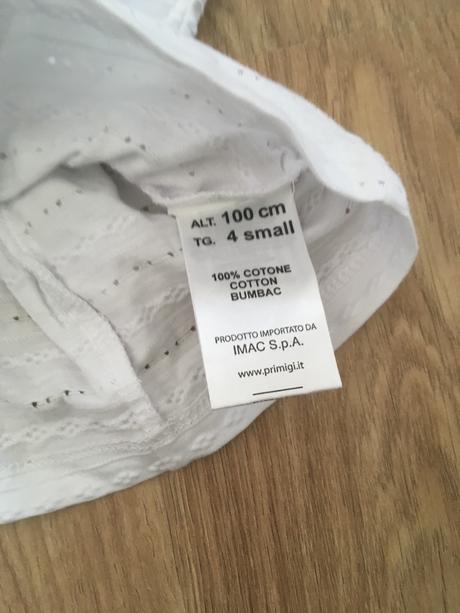 ALT. 100 cm
TG. 4 small
100% COTONE
COTTON
BUMBAC
PRODOTTO IMPORTATO DA
IMAC S.p.A.
www.primigi.it